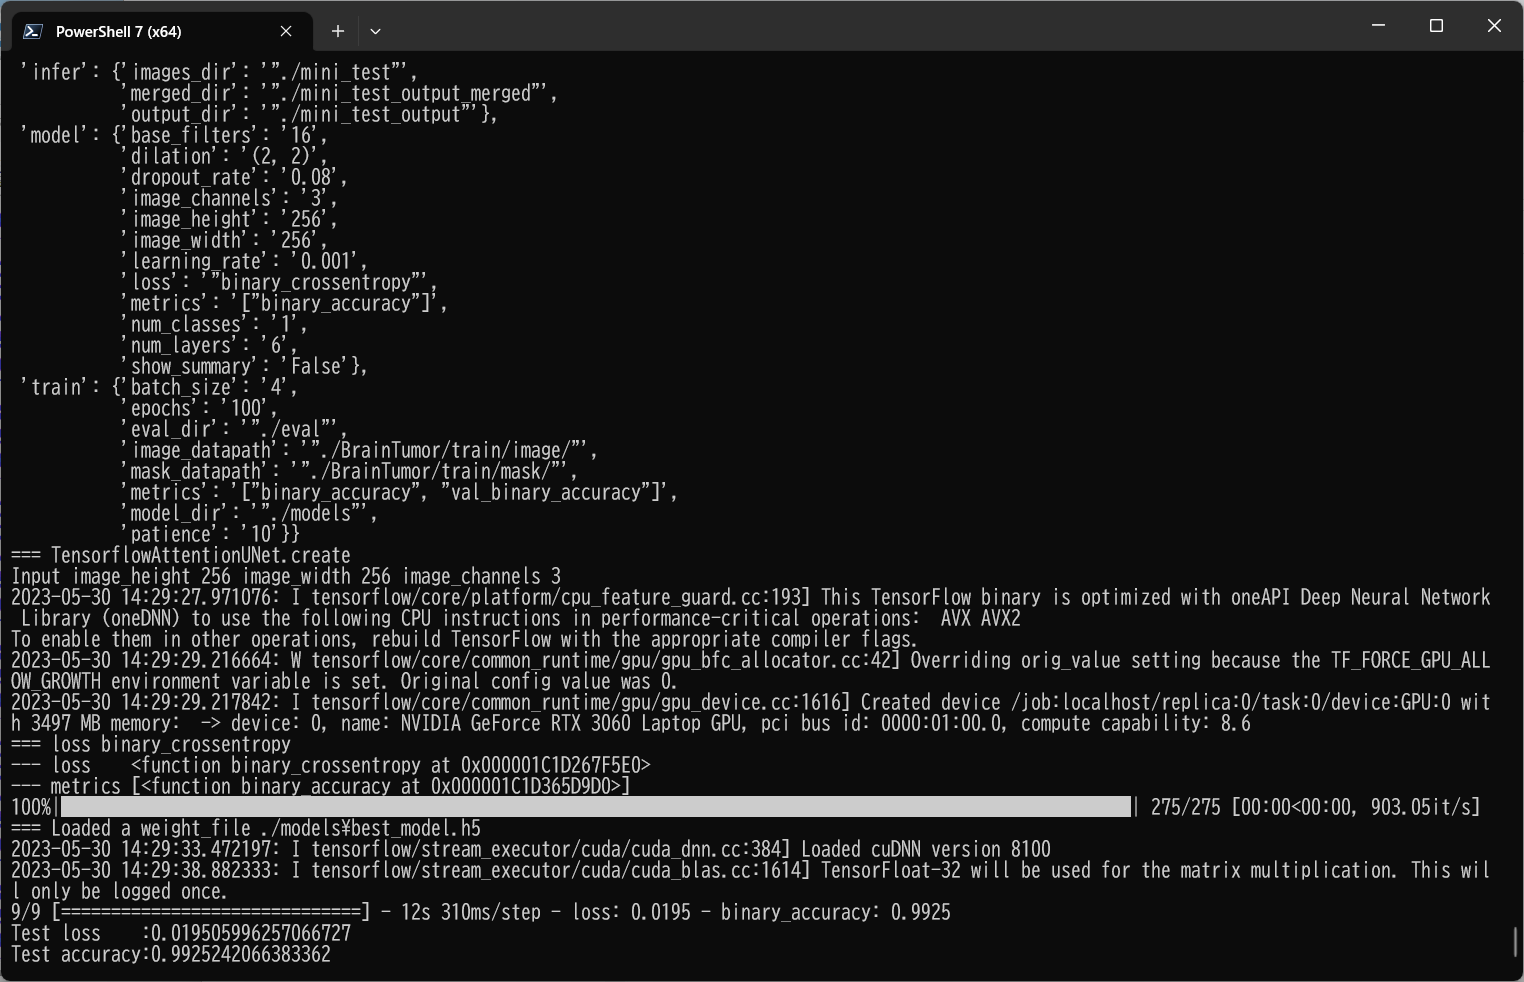 PowerShell 7 (x64)
'infer': {'images_dir': '"./mini_test"',
'merged_dir': '"./mini_test_output_merged"',
'output_dir': '"./mini_test_output"'},
'model': {'base_filters': '16',
'dilation': '(2, 2)',
'dropout_rate': '0.08',
'image_channels': '3',
'image_height': '256',
'image_width': '256',
'learning_rate': '0.001',
'loss': '"binary_crossentropy"',
'metrics': '["binary_accuracy"]',
'num_classes': '1',
'num_layers': '6',
'show_summary': 'False'},
'train': {'batch_size': '4',
'epochs': '100',
'eval_dir': '"./eval"',
'image_datapath': '"./BrainTumor/train/image/"',
'mask_datapath': '"./BrainTumor/train/mask/"',
'metrics': '["binary_accuracy", "val_binary_accuracy"]',
'model_dir': '"./models"',
'patience': '10'}}
=== TensorflowAttentionUNet.create
Input image_height 256 image_width 256 image_channels 3
2023-05-30 14:29:27.971076: I tensorflow/core/platform/cpu_feature_guard.cc:193] This TensorFlow binary is optimized with oneAPI Deep Neural Network
Library (oneDNN) to use the following CPU instructions in performance-critical operations:  AVX AVX2
To enable them in other operations, rebuild TensorFlow with the appropriate compiler flags.
2023-05-30 14:29:29.216664: W tensorflow/core/common_runtime/gpu/gpu_bfc_allocator.cc:42] Overriding orig_value setting because the TF_FORCE_GPU_ALL
OW_GROWTH environment variable is set. Original config value was 0.
2023-05-30 14:29:29.217842: I tensorflow/core/common_runtime/gpu/gpu_device.cc:1616] Created device /job:localhost/replica:0/task:0/device:GPU:0 wit
h 3497 MB memory:  -> device: 0, name: NVIDIA GeForce RTX 3060 Laptop GPU, pci bus id: 0000:01:00.0, compute capability: 8.6
=== loss binary_crossentropy
--- loss    <function binary_crossentropy at 0x000001C1D267F5E0>
--- metrics [<function binary_accuracy at 0x000001C1D365D9D0>]
100%| | 275/275 [00:00<00:00, 903.05it/s]
=== Loaded a weight_file ./models¥best_model.h5
2023-05-30 14:29:33.472197: I tensorflow/stream_executor/cuda/cuda_dnn.cc:384] Loaded cuDNN version 8100
2023-05-30 14:29:38.882333: I tensorflow/stream_executor/cuda/cuda_blas.cc:1614] TensorFloat-32 will be used for the matrix multiplication. This wil
l only be logged once.
9/9 [==============================] - 12s 310ms/step - loss: 0.0195 - binary_accuracy: 0.9925
Test loss    :0.019505996257066727
Test accuracy:0.9925242066383362